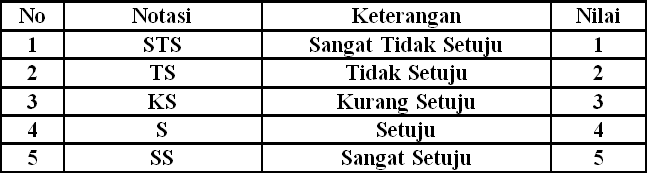 No Notasi Keterangan Nilai
1 STS Sangat Tidak Setuju 1
2 TS Tidak Setuju 2
3 KS Kurang Setuju 3
4 S Setuju 4
5 SS Sangat Setuju 5